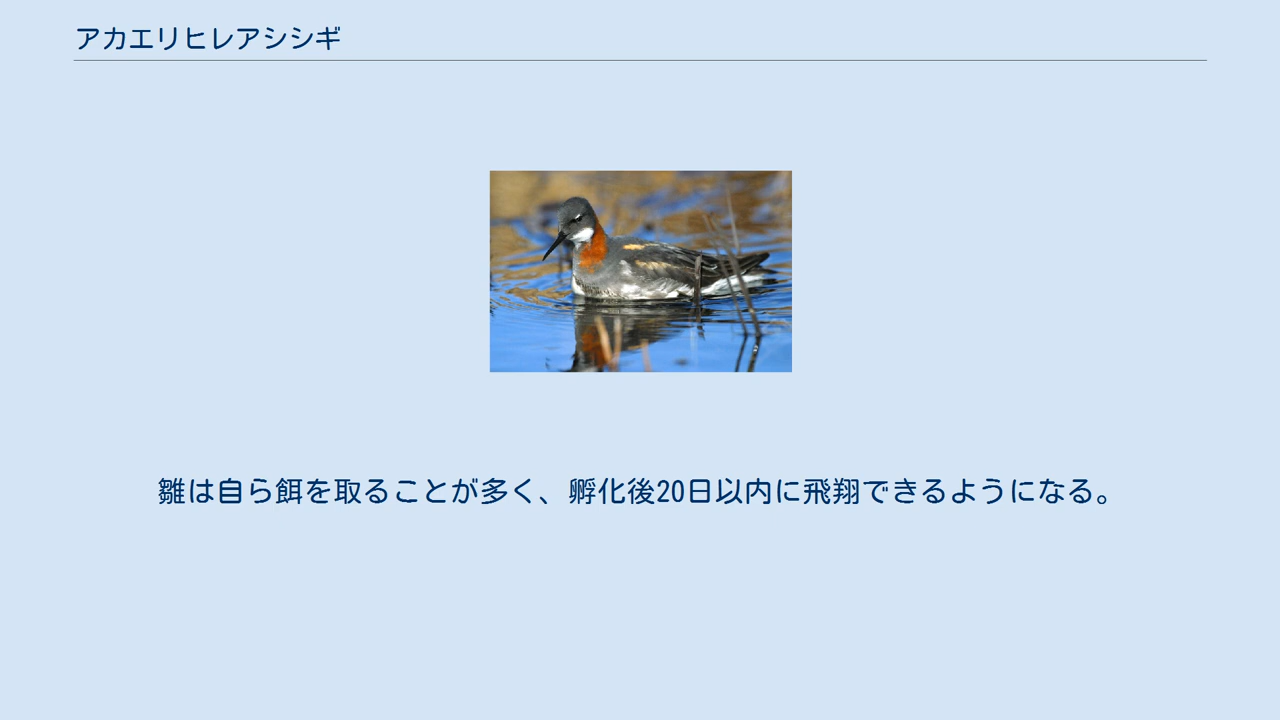 アカエリヒレアシシギ
雛は自ら餌を取ることが多く、孵化後20日以内に飛翔できるようになる。